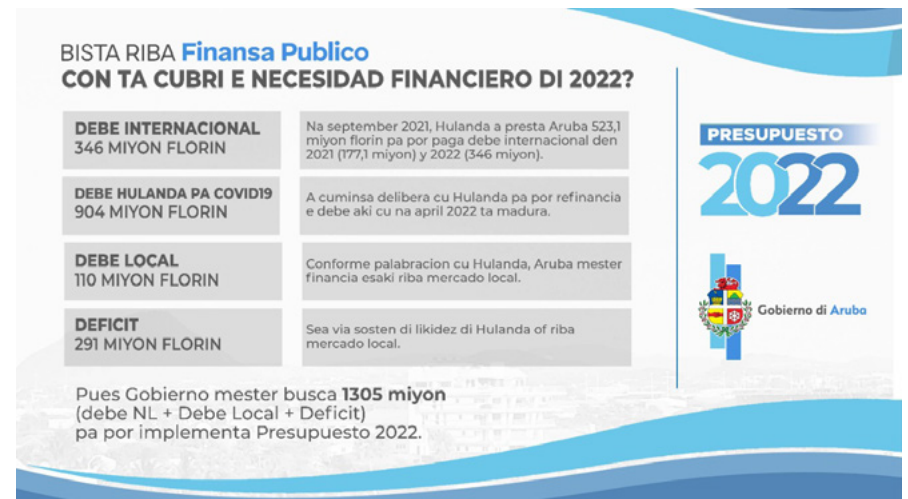 BISTA RIBA Finansa Publico
CON TA CUBRI E NECESIDAD FINANCIERO DI 2022?
DEBE INTERNACIONAL
346 MIYON FLORIN
Na september 2021, Hulanda a presta Aruba 523,1
miyon florin pa por paga debe internacional den
2021 (177,1 miyon) y 2022 (346 miyon).
DEBE HULANDA PA COVID19
904 MIYON FLORIN
A cuminsa delibera cu Hulanda pa por refinancia
e debe aki cu na april 2022 ta madura.
DEBE LOCAL
110 MIYON FLORIN
Conforme palabracion cu Hulanda, Aruba mester
financia esaki riba mercado local.
DEFICIT
291 MIYON FLORIN
Sea via sosten di likidez di Hulanda of riba
mercado local.
Pues Gobierno mester busca 1305 miyon
(debe NL + Debe Local + Deficit)
pa por implementa Presupuesto 2022.
PRESUPUESTO
2022
Gobierno di Aruba